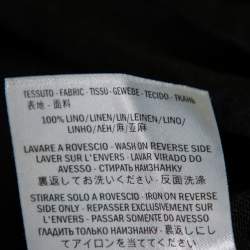 TESSUTO - FABRIC - TISSU - GEWEBE - TECIDO - ТКАНЬ
表地 - 面料
100% LINO/LINEN/LIN/LEINEN/LINO/
LINHO/ЛЕН/麻/亚麻
LAVARE A ROVESCIO - WASH ON REVERSE SIDE
LAVER SUR L'ENVERS - LAVAR VIRADO DO
AVESSO - СТИРАТЬ НАИЗНАНКУ
裏返してお洗いください - 反面洗涤
STIRARE SOLO A ROVESCIO - IRON ON REVERSE
SIDE ONLY - REPASSER EXCLUSIVEMENT SUR
L'ENVERS - PASSAR SOMENTE DO AVESSO
ГЛАДИТЬ ТОЛЬКО НАИЗНАНКУ - 裏返しにし
てアイロンを当ててください